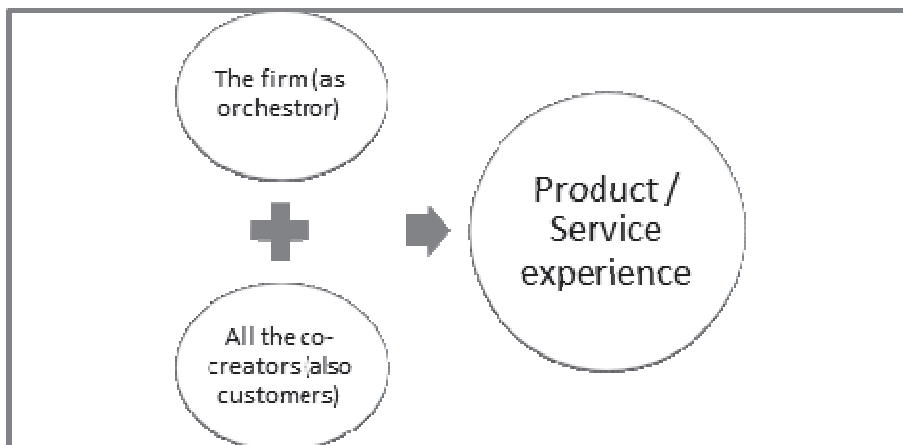 The firm (as
orchestror)
Product /
Service
experience
All the co-
creators (also
customers)